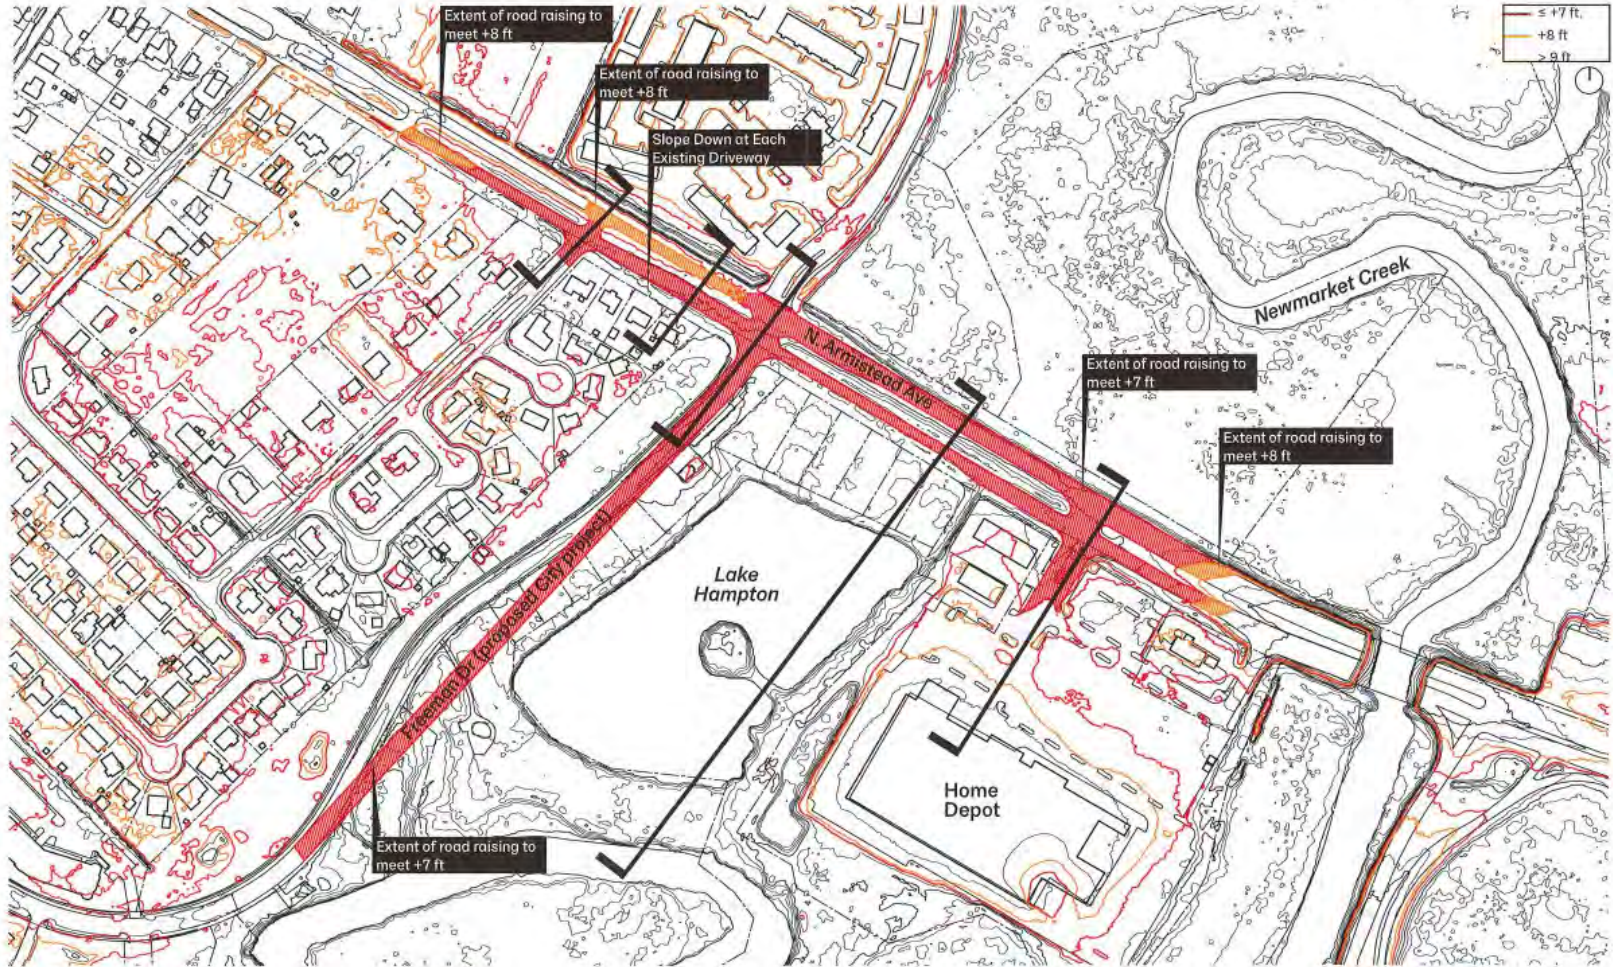 Extent of road raising to
meet +8 ft
≤ +7 ft.
+8 ft
> 9 ft
Extent of road raising to
meet +8 ft
Slope Down at Each
Existing Driveway
Newmarket Creek
N. Armistead Ave
Extent of road raising to
meet +7 ft
Extent of road raising to
meet +8 ft
Lake
Hampton
Freeman Dr (proposed City project)
Home
Depot
Extent of road raising to
meet +7 ft